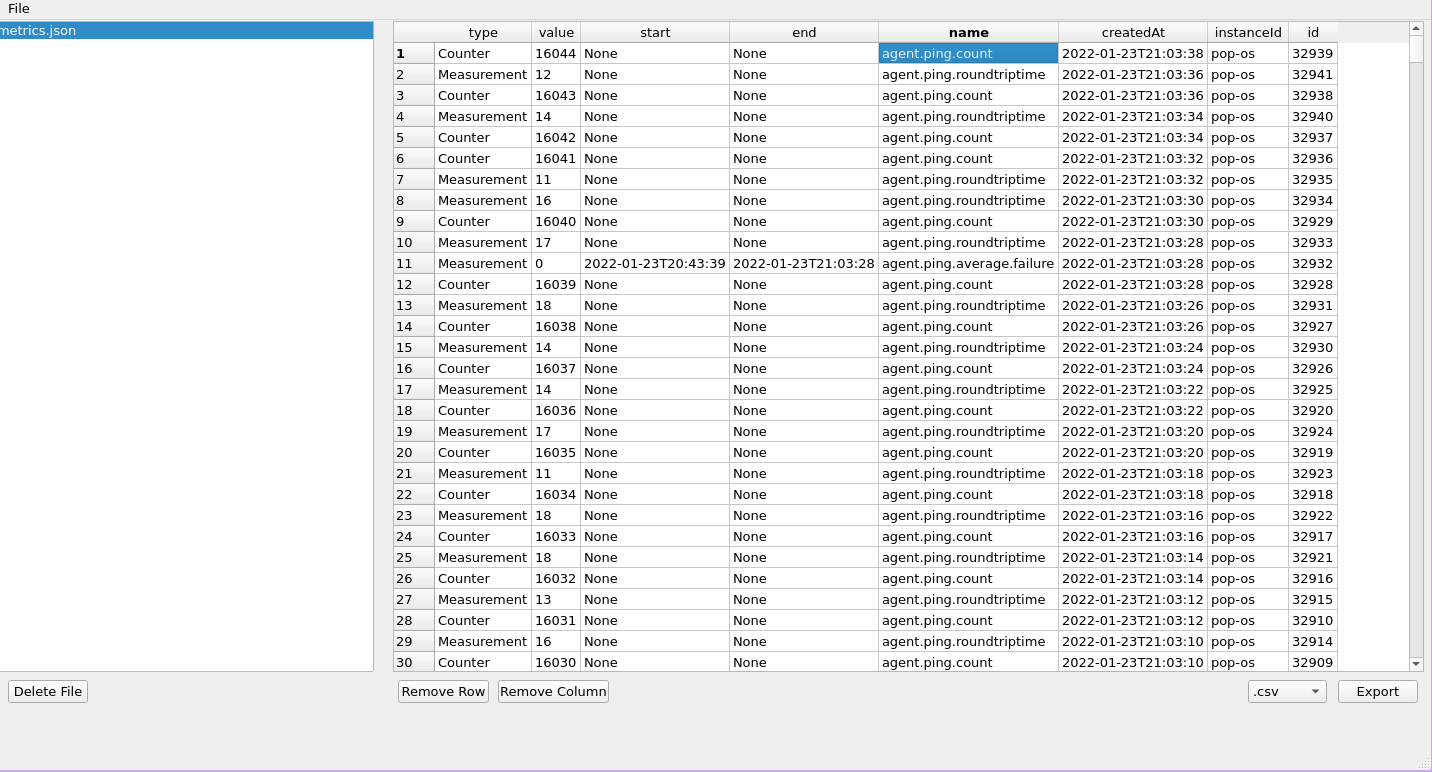 File
metrics.json
type value start end name createdAt instanceId id
1 Counter 16044 None None agent.ping.count 2022-01-23T21:03:38 pop-os 32939
2 Measurement 12 None None agent.ping.roundtriptime 2022-01-23T21:03:36 pop-os 32941
3 Counter 16043 None None agent.ping.count 2022-01-23T21:03:36 pop-os 32938
4 Measurement 14 None None agent.ping.roundtriptime 2022-01-23T21:03:34 pop-os 32940
5 Counter 16042 None None agent.ping.count 2022-01-23T21:03:34 pop-os 32937
6 Counter 16041 None None agent.ping.count 2022-01-23T21:03:32 pop-os 32936
7 Measurement 11 None None agent.ping.roundtriptime 2022-01-23T21:03:32 pop-os 32935
8 Measurement 16 None None agent.ping.roundtriptime 2022-01-23T21:03:30 pop-os 32934
9 Counter 16040 None None agent.ping.count 2022-01-23T21:03:30 pop-os 32929
10 Measurement 17 None None agent.ping.roundtriptime 2022-01-23T21:03:28 pop-os 32933
11 Measurement 0 2022-01-23T20:43:39 2022-01-23T21:03:28 agent.ping.average.failure 2022-01-23T21:03:28 pop-os 32932
12 Counter 16039 None None agent.ping.count 2022-01-23T21:03:28 pop-os 32928
13 Measurement 18 None None agent.ping.roundtriptime 2022-01-23T21:03:26 pop-os 32931
14 Counter 16038 None None agent.ping.count 2022-01-23T21:03:26 pop-os 32927
15 Measurement 14 None None agent.ping.roundtriptime 2022-01-23T21:03:24 pop-os 32930
16 Counter 16037 None None agent.ping.count 2022-01-23T21:03:24 pop-os 32926
17 Measurement 14 None None agent.ping.roundtriptime 2022-01-23T21:03:22 pop-os 32925
18 Counter 16036 None None agent.ping.count 2022-01-23T21:03:22 pop-os 32920
19 Measurement 17 None None agent.ping.roundtriptime 2022-01-23T21:03:20 pop-os 32924
20 Counter 16035 None None agent.ping.count 2022-01-23T21:03:20 pop-os 32919
21 Measurement 11 None None agent.ping.roundtriptime 2022-01-23T21:03:18 pop-os 32923
22 Counter 16034 None None agent.ping.count 2022-01-23T21:03:18 pop-os 32918
23 Measurement 18 None None agent.ping.roundtriptime 2022-01-23T21:03:16 pop-os 32922
24 Counter 16033 None None agent.ping.count 2022-01-23T21:03:16 pop-os 32917
25 Measurement 18 None None agent.ping.roundtriptime 2022-01-23T21:03:14 pop-os 32921
26 Counter 16032 None None agent.ping.count 2022-01-23T21:03:14 pop-os 32916
27 Measurement 13 None None agent.ping.roundtriptime 2022-01-23T21:03:12 pop-os 32915
28 Counter 16031 None None agent.ping.count 2022-01-23T21:03:12 pop-os 32910
29 Measurement 16 None None agent.ping.roundtriptime 2022-01-23T21:03:10 pop-os 32914
30 Counter 16030 None None agent.ping.count 2022-01-23T21:03:10 pop-os 32909
Delete File Remove Row Remove Column .csv Export